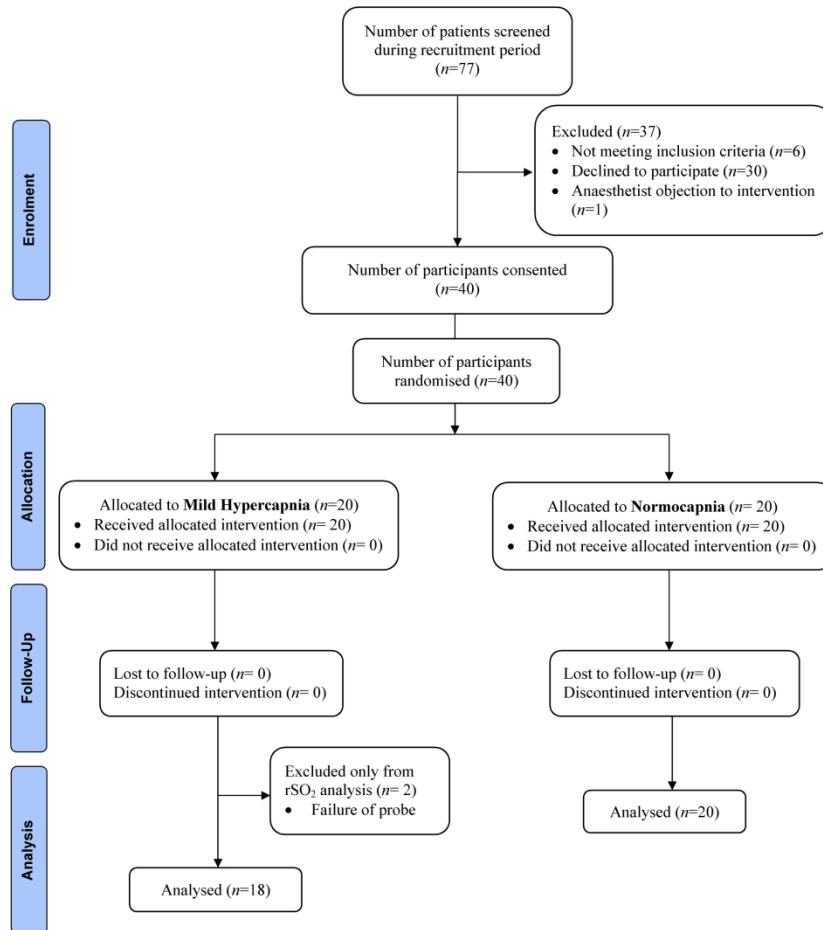 Number of patients screened
during recruitment period
(n=77)
Enrolment
Excluded (n=37)
• Not meeting inclusion criteria (n=6)
• Declined to participate (n=30)
• Anaesthetist objection to intervention
(n=1)
Number of participants consented
(n=40)
Number of participants
randomised (n=40)
Allocation
Allocated to Mild Hypercapnia (n=20)
• Received allocated intervention (n= 20)
• Did not receive allocated intervention (n= 0)
Allocated to Normocapnia (n= 20)
• Received allocated intervention (n= 20)
• Did not receive allocated intervention (n= 0)
Follow-Up
Lost to follow-up (n= 0)
Discontinued intervention (n= 0)
Lost to follow-up (n= 0)
Discontinued intervention (n= 0)
Analysis
Excluded only from
rSO₂ analysis (n= 2)
• Failure of probe
Analysed (n=20)
Analysed (n=18)